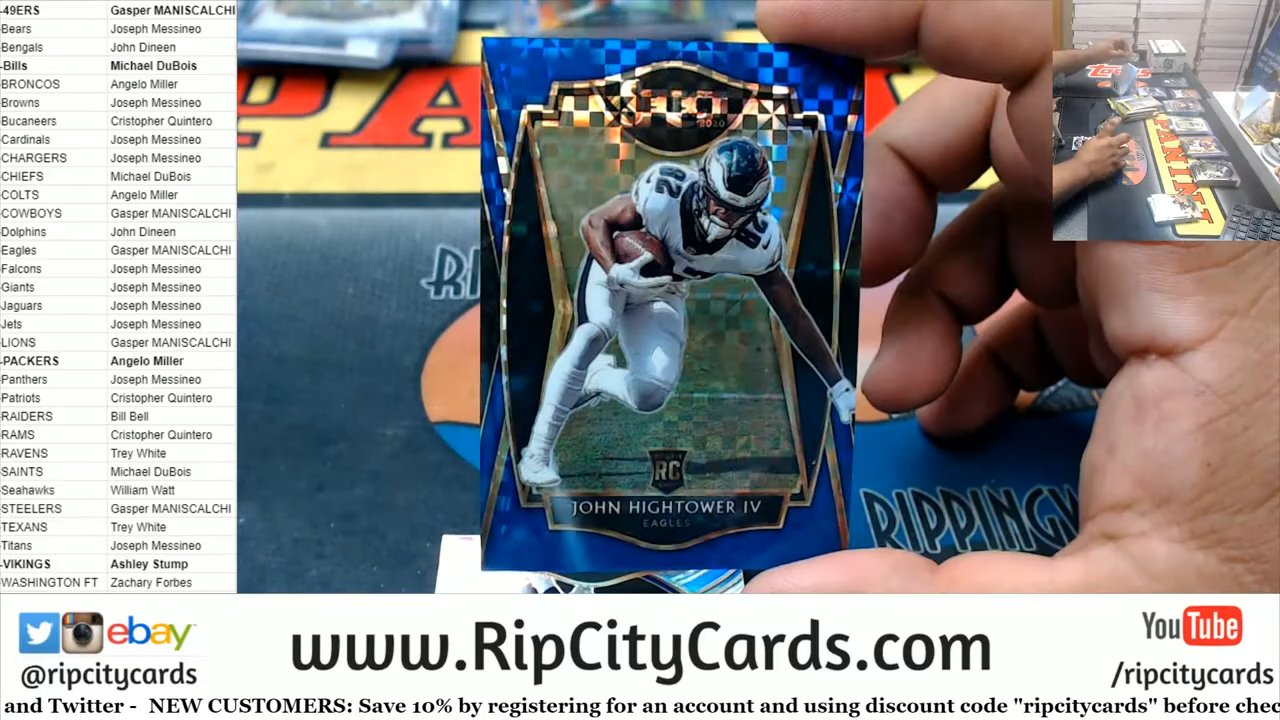 -49ERS Gasper MANISCALCHI
Bears Joseph Messineo
Bengals John Dineen
-Bills Michael DuBois
BRONCOS Angelo Miller
Browns Joseph Messineo
Bucaneers Cristopher Quintero
Cardinals Joseph Messineo
CHARGERS Joseph Messineo
CHIEFS Michael DuBois
COLTS Angelo Miller
COWBOYS Gasper MANISCALCHI
Dolphins John Dineen
Eagles Gasper MANISCALCHI
Falcons Joseph Messineo
Giants Joseph Messineo
Jaguars Joseph Messineo
Jets Joseph Messineo
LIONS Gasper MANISCALCHI
-PACKERS Angelo Miller
Panthers Joseph Messineo
Patriots Cristopher Quintero
RAIDERS Bill Bell
RAMS Cristopher Quintero
RAVENS Trey White
SAINTS Michael DuBois
Seahawks William Watt
STEELERS Gasper MANISCALCHI
TEXANS Trey White
Titans Joseph Messineo
-VIKINGS Ashley Stump
-WASHINGTON FT Zachary Forbes
SELECT
2020
82
82
RC
JOHN HIGHTOWER IV
EAGLES
RIPPINGW
Topps
PANINI
ebay
@ripcitycards
www.RipCityCards.com
YouTube
/ripcitycards
and Twitter - NEW CUSTOMERS: Save 10% by registering for an account and using discount code "ripcitycards" before chec